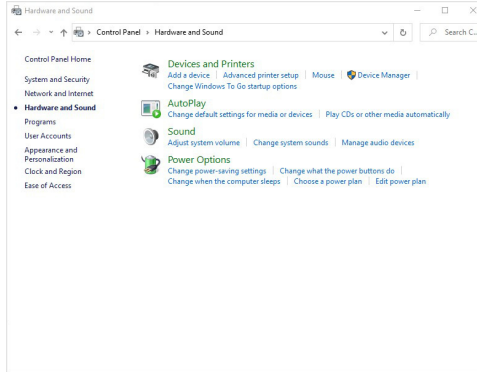 Hardware and Sound
Control Panel > Hardware and Sound
Search C...
Control Panel Home
System and Security
Network and Internet
Hardware and Sound
Programs
User Accounts
Appearance and
Personalization
Clock and Region
Ease of Access
Devices and Printers
Add a device | Advanced printer setup | Mouse | Device Manager |
Change Windows To Go startup options
AutoPlay
Change default settings for media or devices | Play CDs or other media automatically
Sound
Adjust system volume | Change system sounds | Manage audio devices
Power Options
Change power-saving settings | Change what the power buttons do |
Change when the computer sleeps | Choose a power plan | Edit power plan